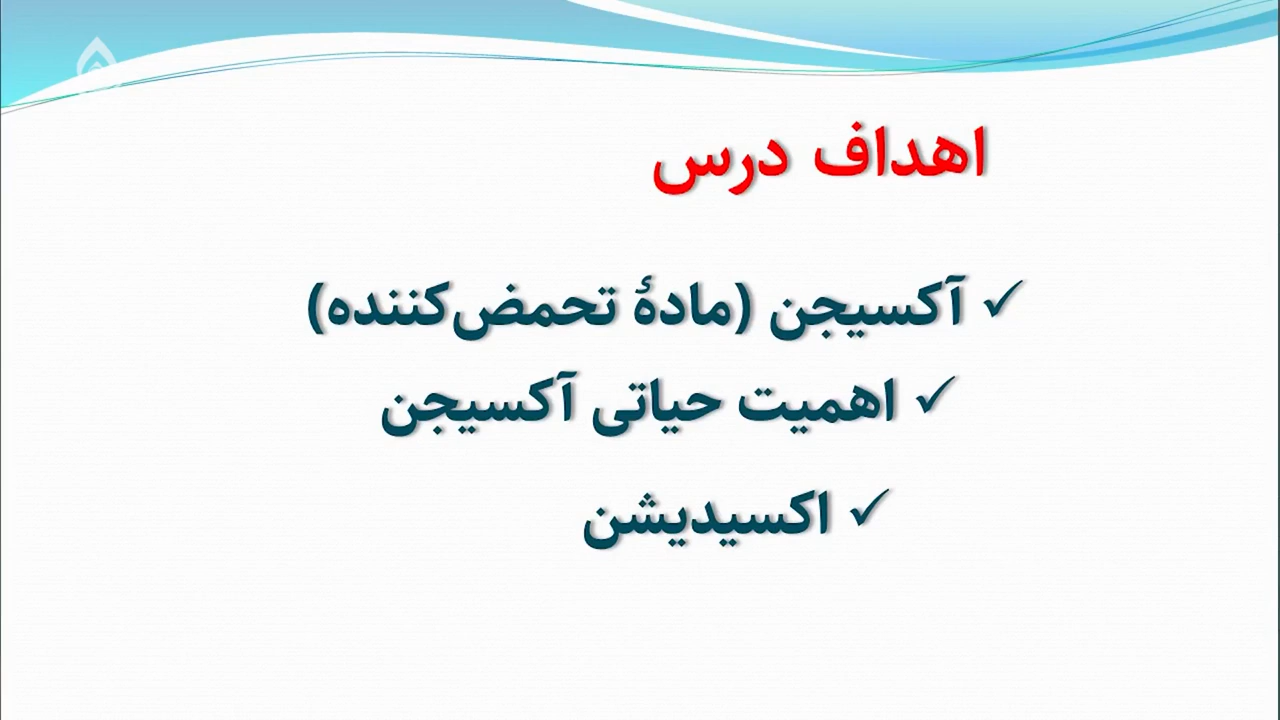 اهداف درس
✓ آکسیجن (مادهٔ تحمض‌کننده)
✓ اهمیت حیاتی آکسیجن
✓ اکسیدیشن